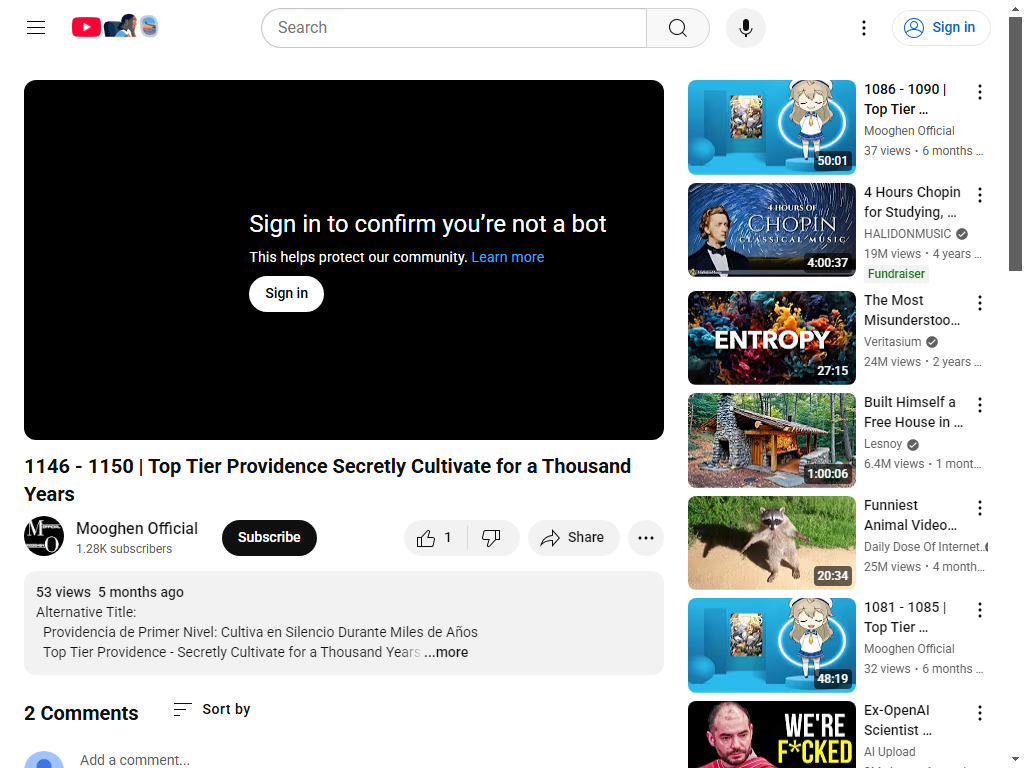 Search
Sign in
Sign in to confirm you’re not a bot
This helps protect our community. Learn more
Sign in
1146 - 1150 | Top Tier Providence Secretly Cultivate for a Thousand
Years
Mooghen Official
1.28K subscribers
Subscribe
1
Share
53 views 5 months ago
Alternative Title:
Providencia de Primer Nivel: Cultiva en Silencio Durante Miles de Años
Top Tier Providence - Secretly Cultivate for a Thousand Years ...more
2 Comments
Sort by
Add a comment...
50:01
1086 - 1090 |
Top Tier ...
Mooghen Official
37 views • 6 months ...
4 HOURS OF
CHOPIN
CLASSICAL MUSIC
4:00:37
4 Hours Chopin
for Studying, ...
HALIDONMUSIC
19M views • 4 years ...
Fundraiser
ENTROPY
27:15
The Most
Misunderstoo...
Veritasium
24M views • 2 years ...
1:00:06
Built Himself a
Free House in ...
Lesnoy
6.4M views • 1 mont...
20:34
Funniest
Animal Video...
Daily Dose Of Internet..
25M views • 4 month...
48:19
1081 - 1085 |
Top Tier ...
Mooghen Official
32 views • 6 months ...
WE'RE
F*CKED
Ex-OpenAI
Scientist ...
AI Upload